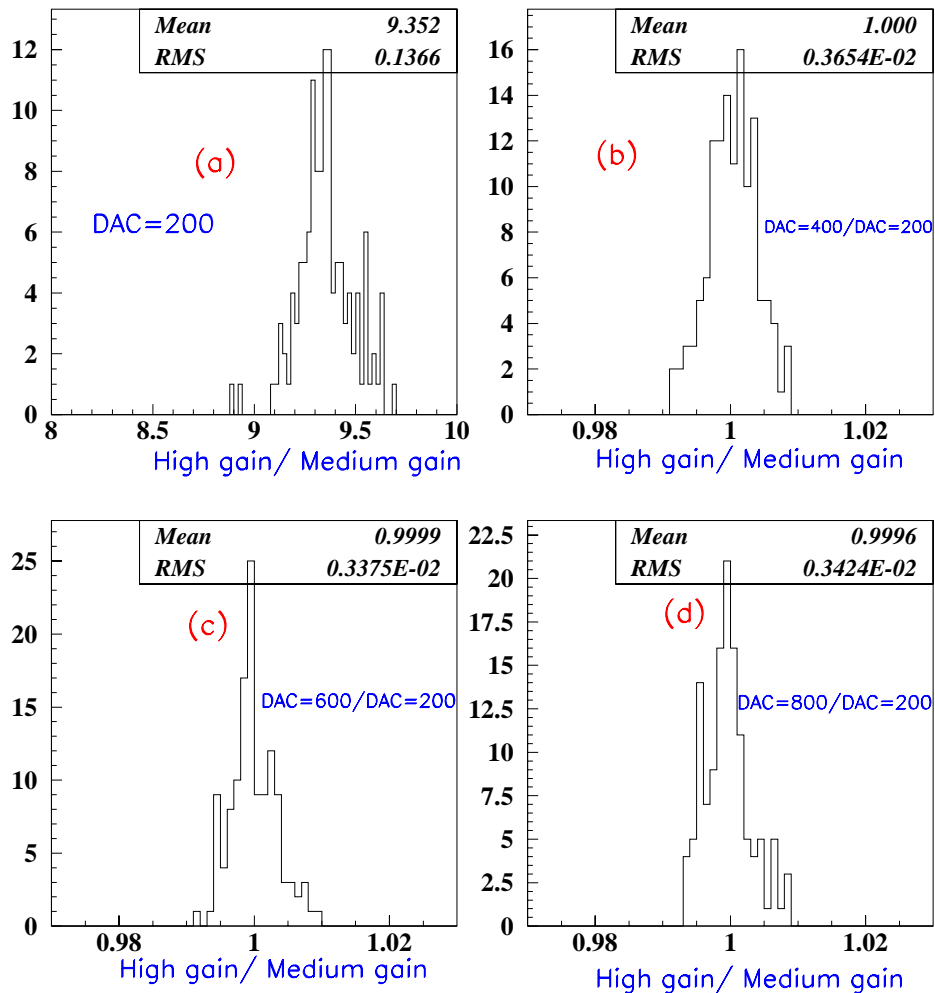 Mean 9.352
RMS 0.1366
12
10
8
6
4
2
0
(a)
DAC=200
8 8.5 9 9.5 10
High gain/ Medium gain
Mean 1.000
RMS 0.3654E-02
16
14
12
10
8
6
4
2
0
(b)
DAC=400/DAC=200
0.98 1 1.02
High gain/ Medium gain
Mean 0.9999
RMS 0.3375E-02
25
20
15
10
5
0
(c)
DAC=600/DAC=200
0.98 1 1.02
High gain/ Medium gain
Mean 0.9996
RMS 0.3424E-02
22.5
20
17.5
15
12.5
10
7.5
5
2.5
0
(d)
DAC=800/DAC=200
0.98 1 1.02
High gain/ Medium gain